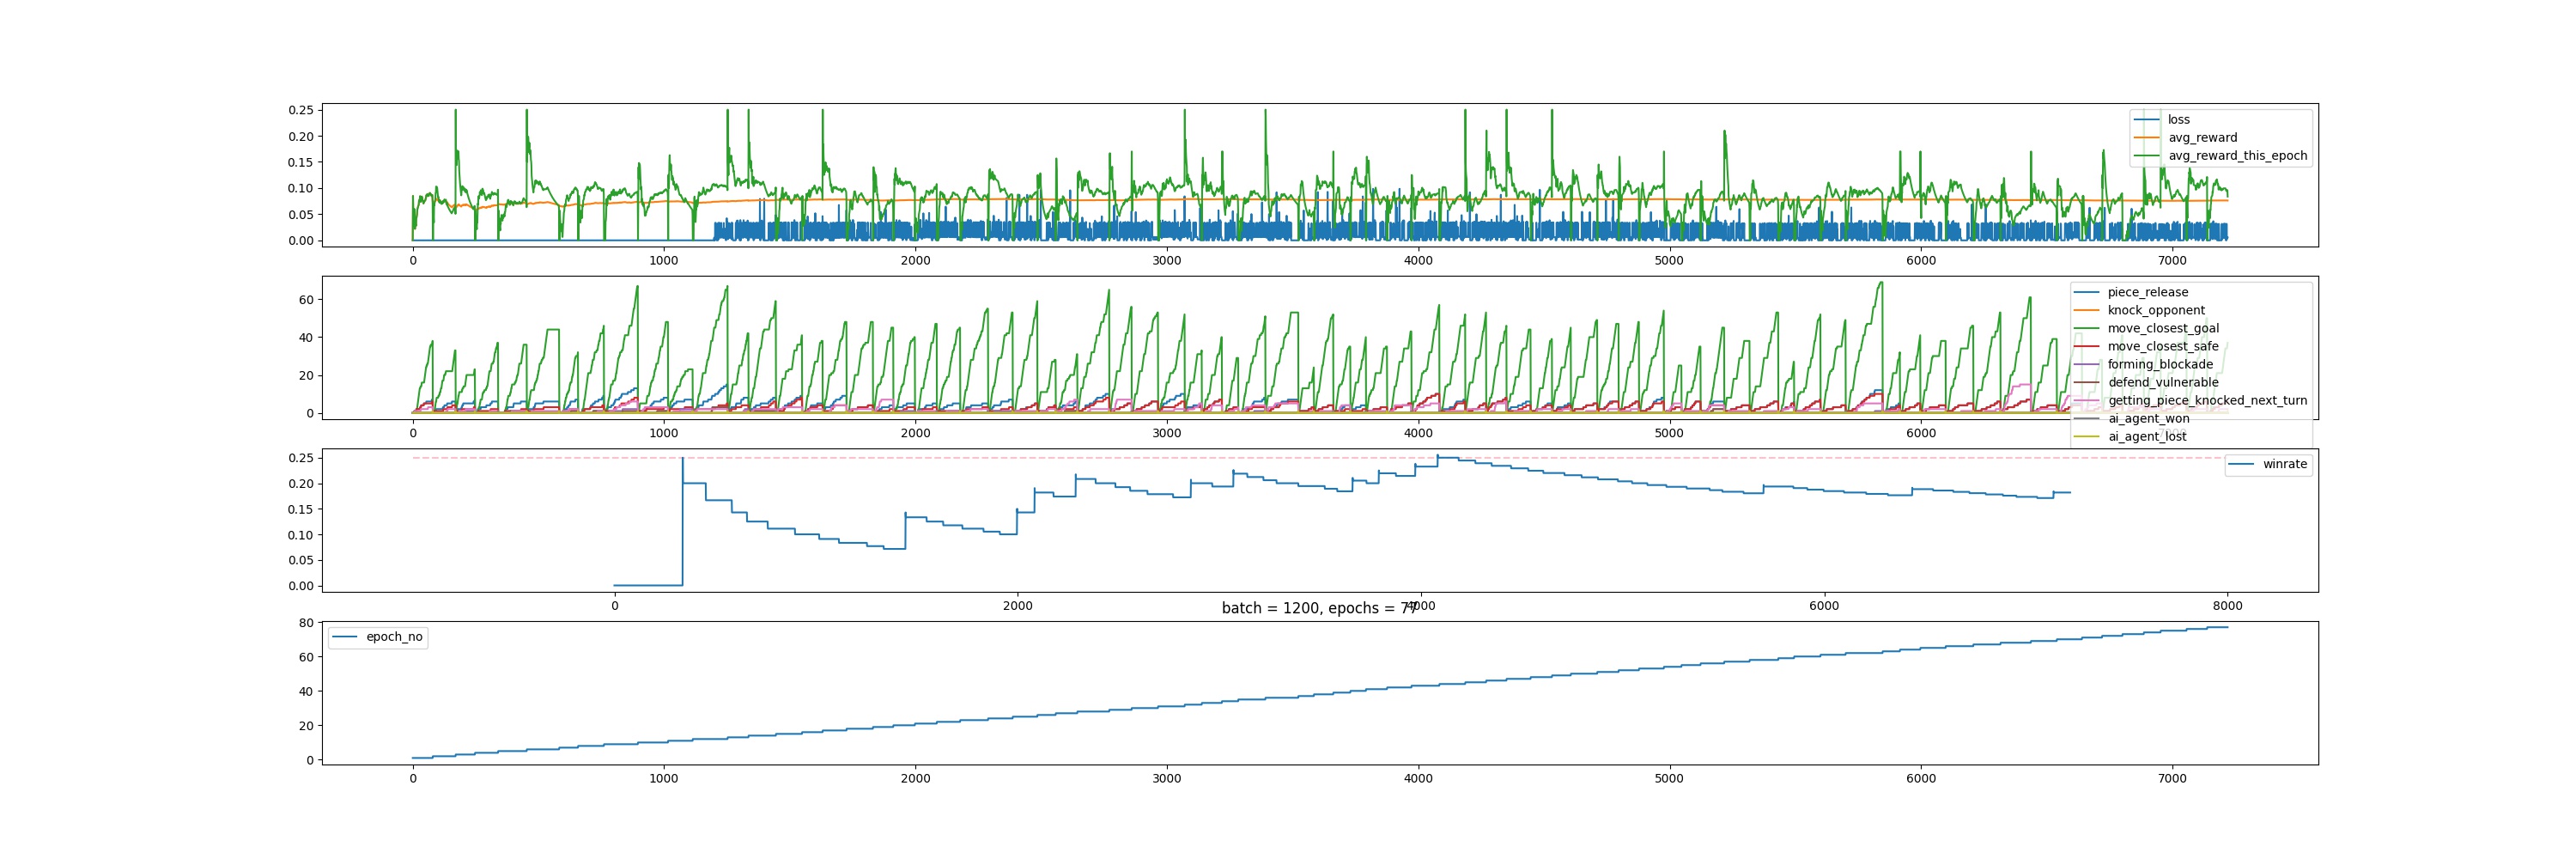 0.25
0.20
0.15
0.10
0.05
0.00
loss
avg_reward
avg_reward_this_epoch
0 1000 2000 3000 4000 5000 6000 7000
60
40
20
0
piece_release
knock_opponent
move_closest_goal
move_closest_safe
forming_blockade
defend_vulnerable
getting_piece_knocked_next_turn
ai_agent_won
ai_agent_lost
0 1000 2000 3000 4000 5000 6000 7000
0.25
0.20
0.15
0.10
0.05
0.00
winrate
0 2000 4000 6000 8000
batch = 1200, epochs = 77
80
60
40
20
0
epoch_no
0 1000 2000 3000 4000 5000 6000 7000